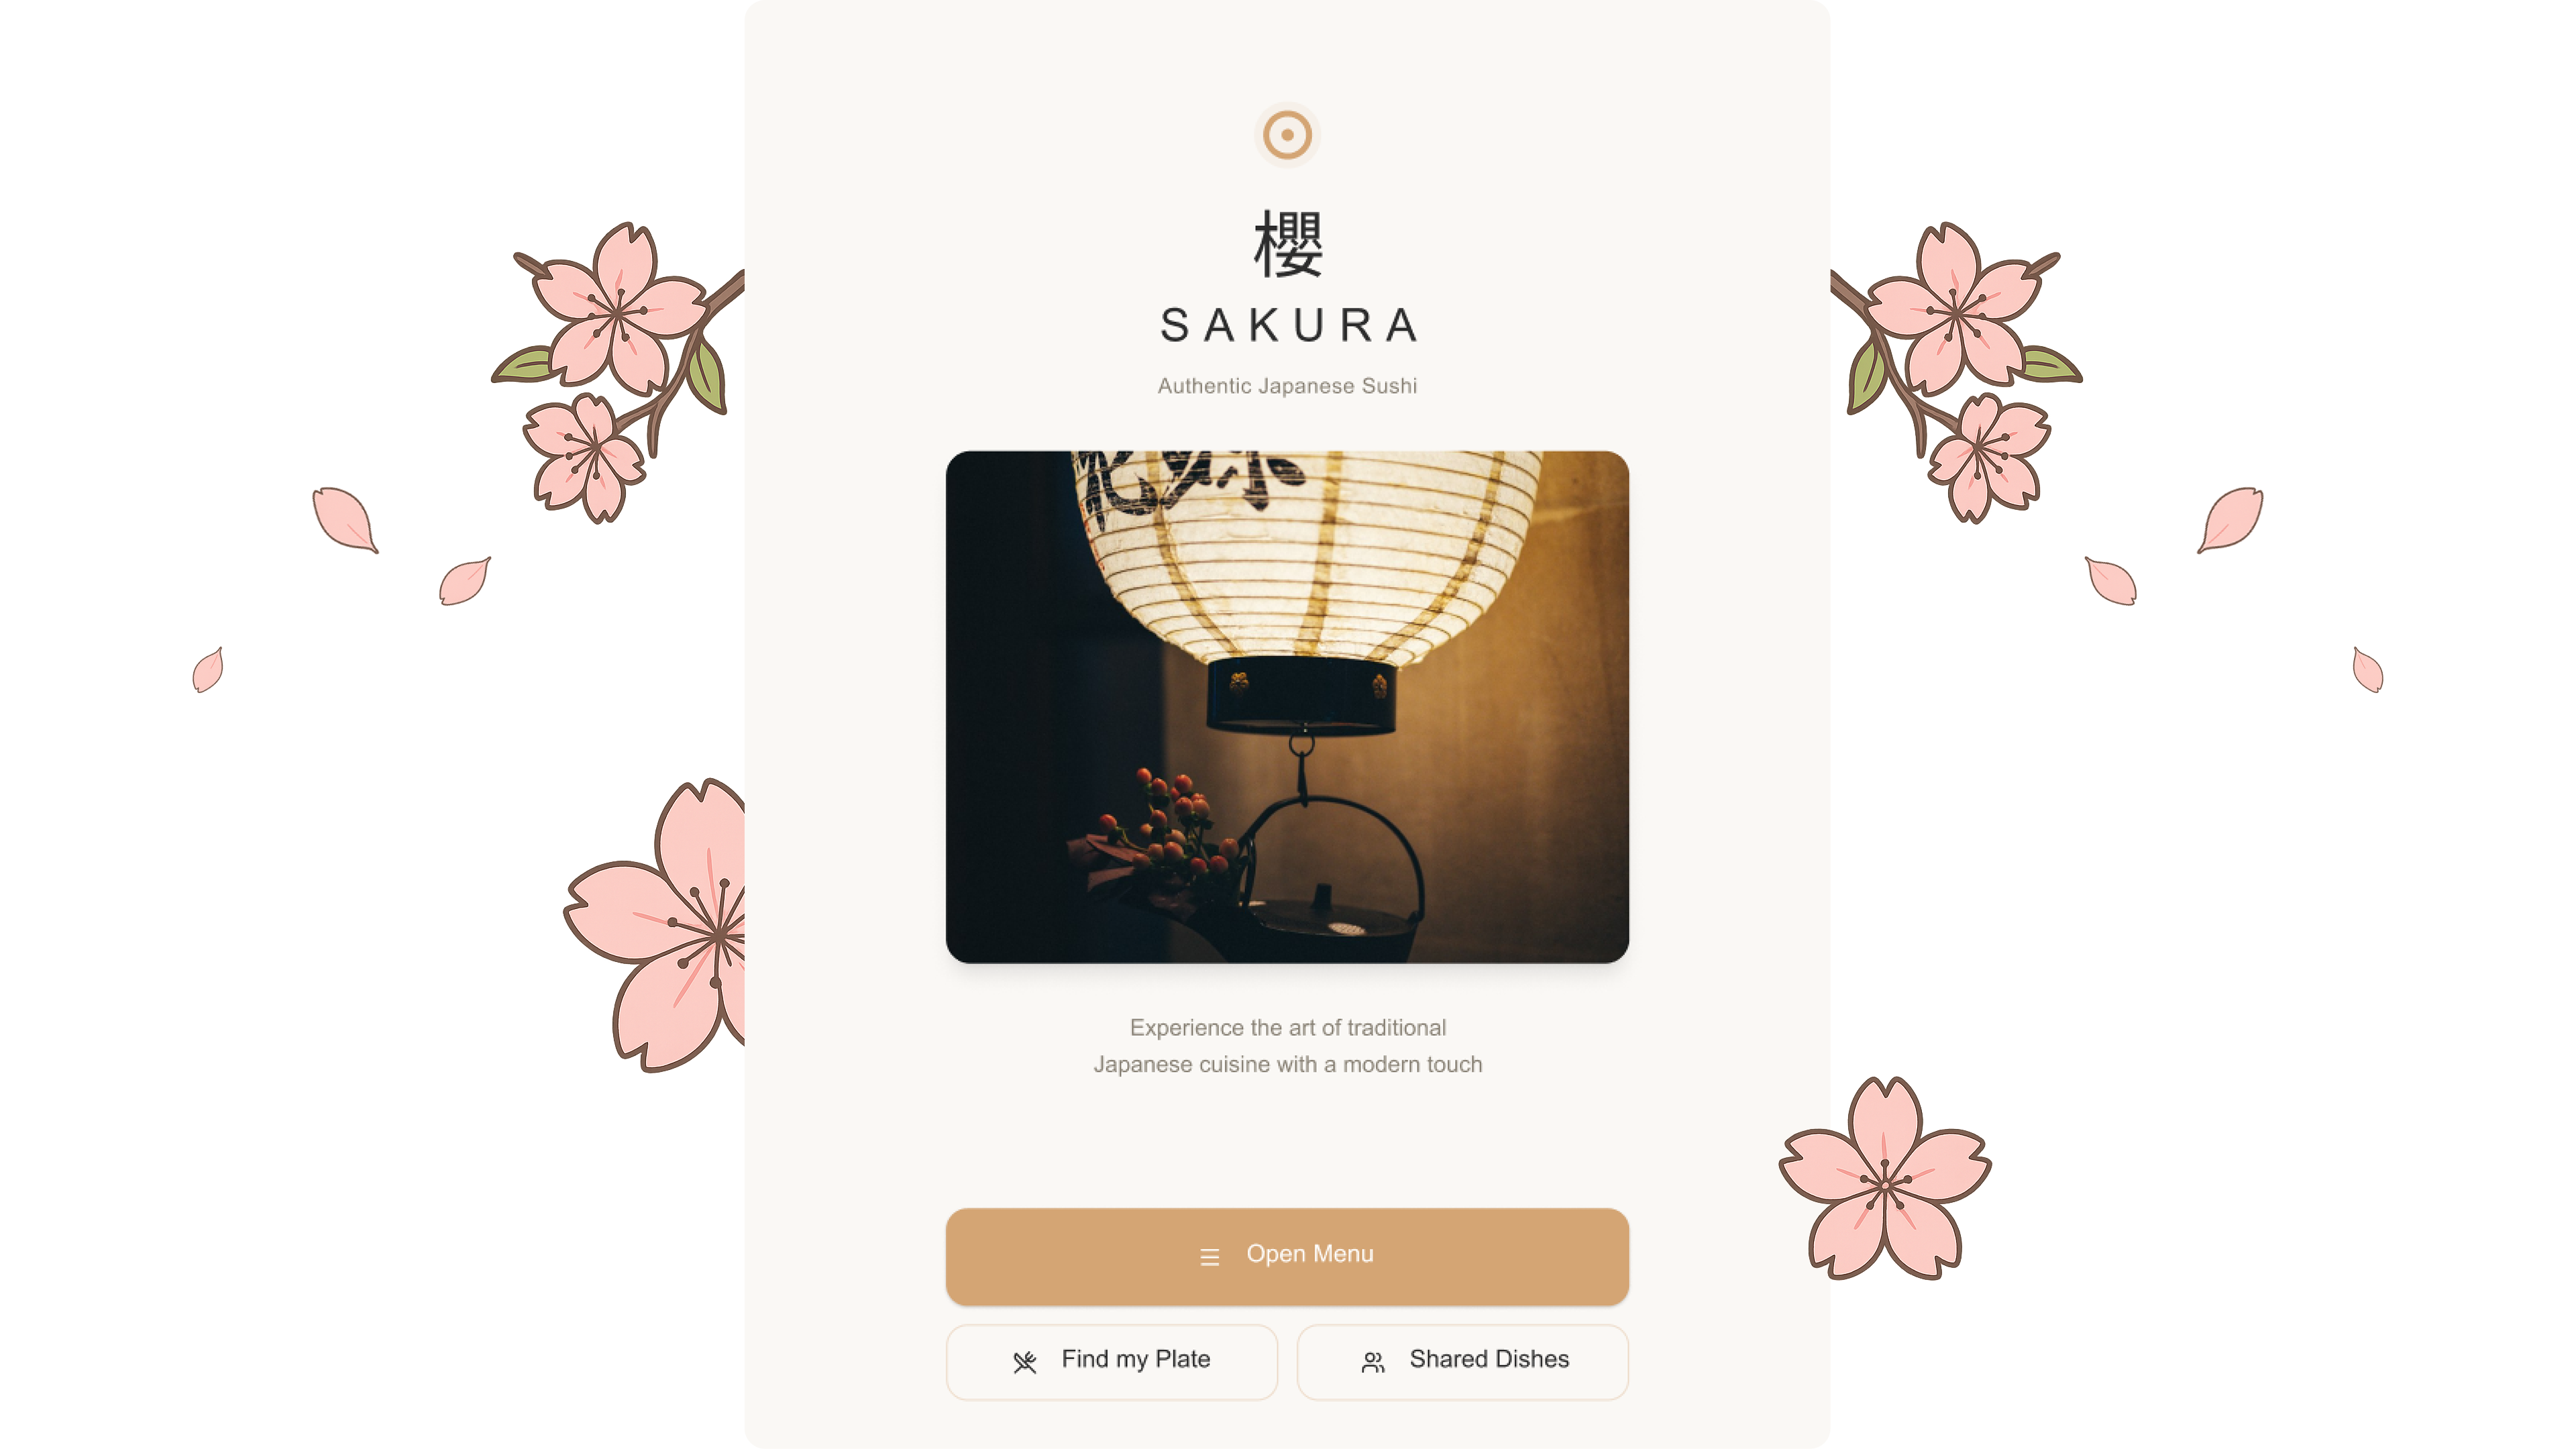 櫻
SAKURA
Authentic Japanese Sushi
Experience the art of traditional
Japanese cuisine with a modern touch
Open Menu
Find my Plate
Shared Dishes